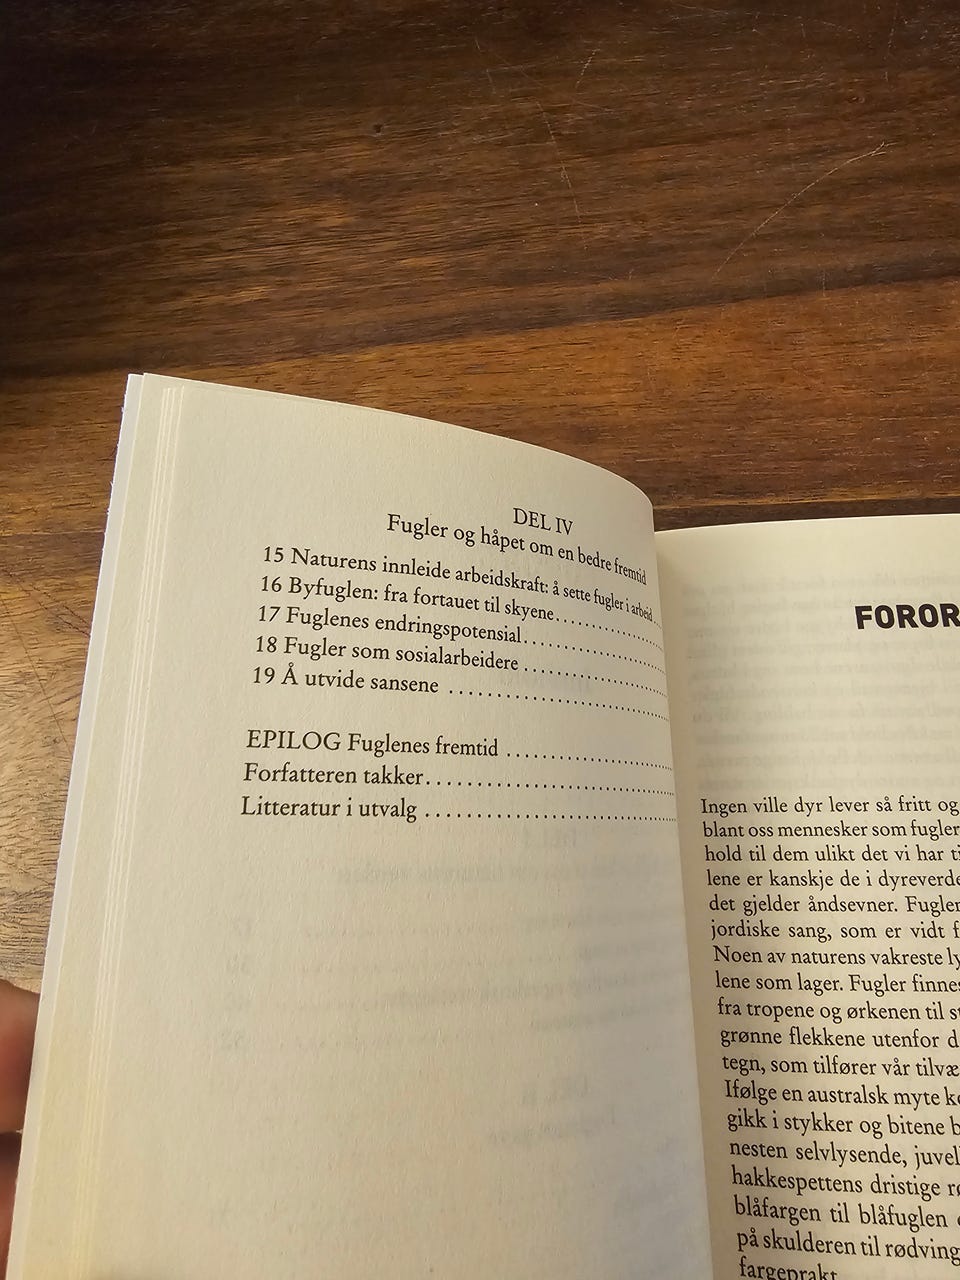 DEL IV
Fugler og håpet om en bedre fremtid
15 Naturens innleide arbeidskraft: å sette fugler i arbeid..
16 Byfuglen: fra fortauet til skyene....................
17 Fuglenes endringspotensial........................
18 Fugler som sosialarbeidere ........................
19 Å utvide sansene .................................
EPILOG Fuglenes fremtid .........................
Forfatteren takker...................................
Litteratur i utvalg ...................................
FOROR
Ingen ville dyr lever så fritt og
blant oss mennesker som fugler
hold til dem ulikt det vi har ti
lene er kanskje de i dyreverde
det gjelder åndsevner. Fugler
jordiske sang, som er vidt f
Noen av naturens vakreste ly
lene som lager. Fugler finnes
fra tropene og ørkenen til st
grønne flekkene utenfor d
tegn, som tilfører vår tilvæ
Ifølge en australsk myte k
gikk i stykker og bitene b
nesten selvlysende, juvel
hakkespettens dristige rø
blåfargen til blåfuglen
på skulderen til rødving
fargeprakt.